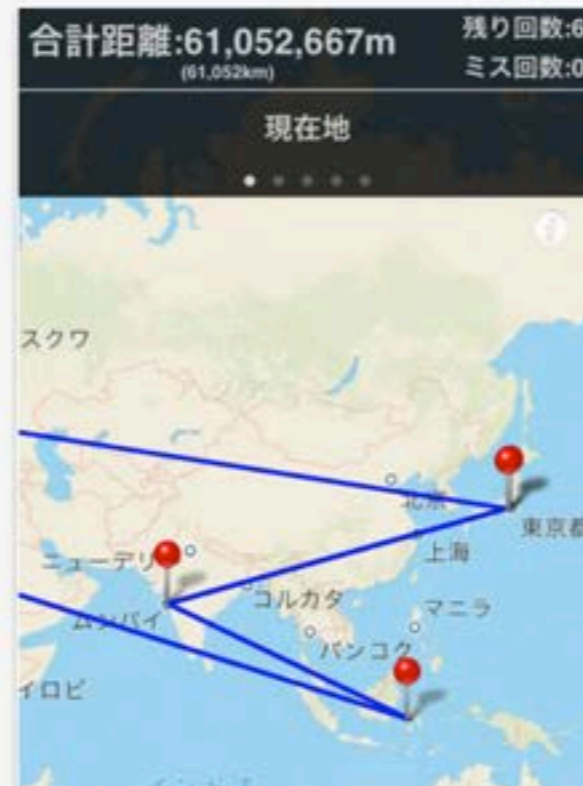 合計距離:61,052,667m
(61,052km)
残り回数:6
ミス回数:0
現在地
スクワ
北京
東京都
上海
ニューデリ
コルカタ
ムンバイ
マニラ
バンコク
イロビ